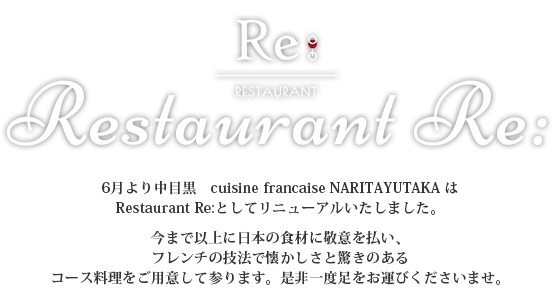 Re:
RESTAURANT
Restaurant Re:
6月より中目黒　cuisine francaise NARITAYUTAKA は
Restaurant Re:としてリニューアルいたしました。
今まで以上に日本の食材に敬意を払い、
フレンチの技法で懐かしさと驚きのある
コース料理をご用意して参ります。是非一度足をお運びくださいませ。